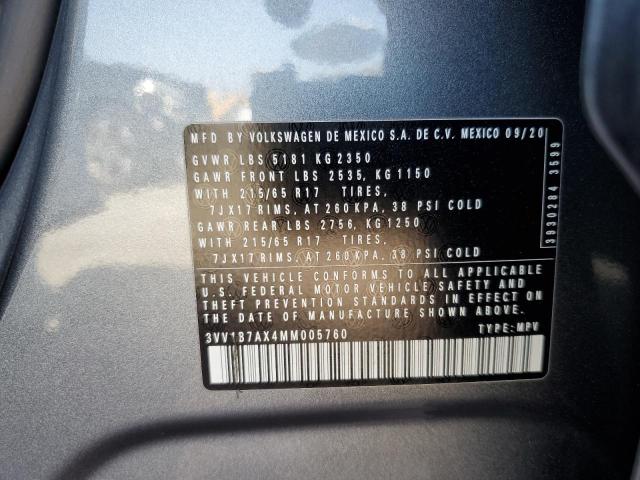 MFD BY VOLKSWAGEN DE MEXICO S.A. DE C.V. MEXICO 09/20
GVWR LBS 5181 KG 2350
GAWR FRONT LBS 2535, KG 1150
WITH 215/65 R17 TIRES,
7JX17 RIMS, AT 260 KPA, 38 PSI COLD
GAWR REAR LBS 2756, KG 1250
WITH 215/65 R17 TIRES,
7JX17 RIMS, AT 260 KPA, 38 PSI COLD
THIS VEHICLE CONFORMS TO ALL APPLICABLE
U.S. FEDERAL MOTOR VEHICLE SAFETY AND
THEFT PREVENTION STANDARDS IN EFFECT ON
THE DATE OF MANUFACTURE SHOWN ABOVE.
3VV1B7AX4MM005760 TYPE: MPV
3930284 3599